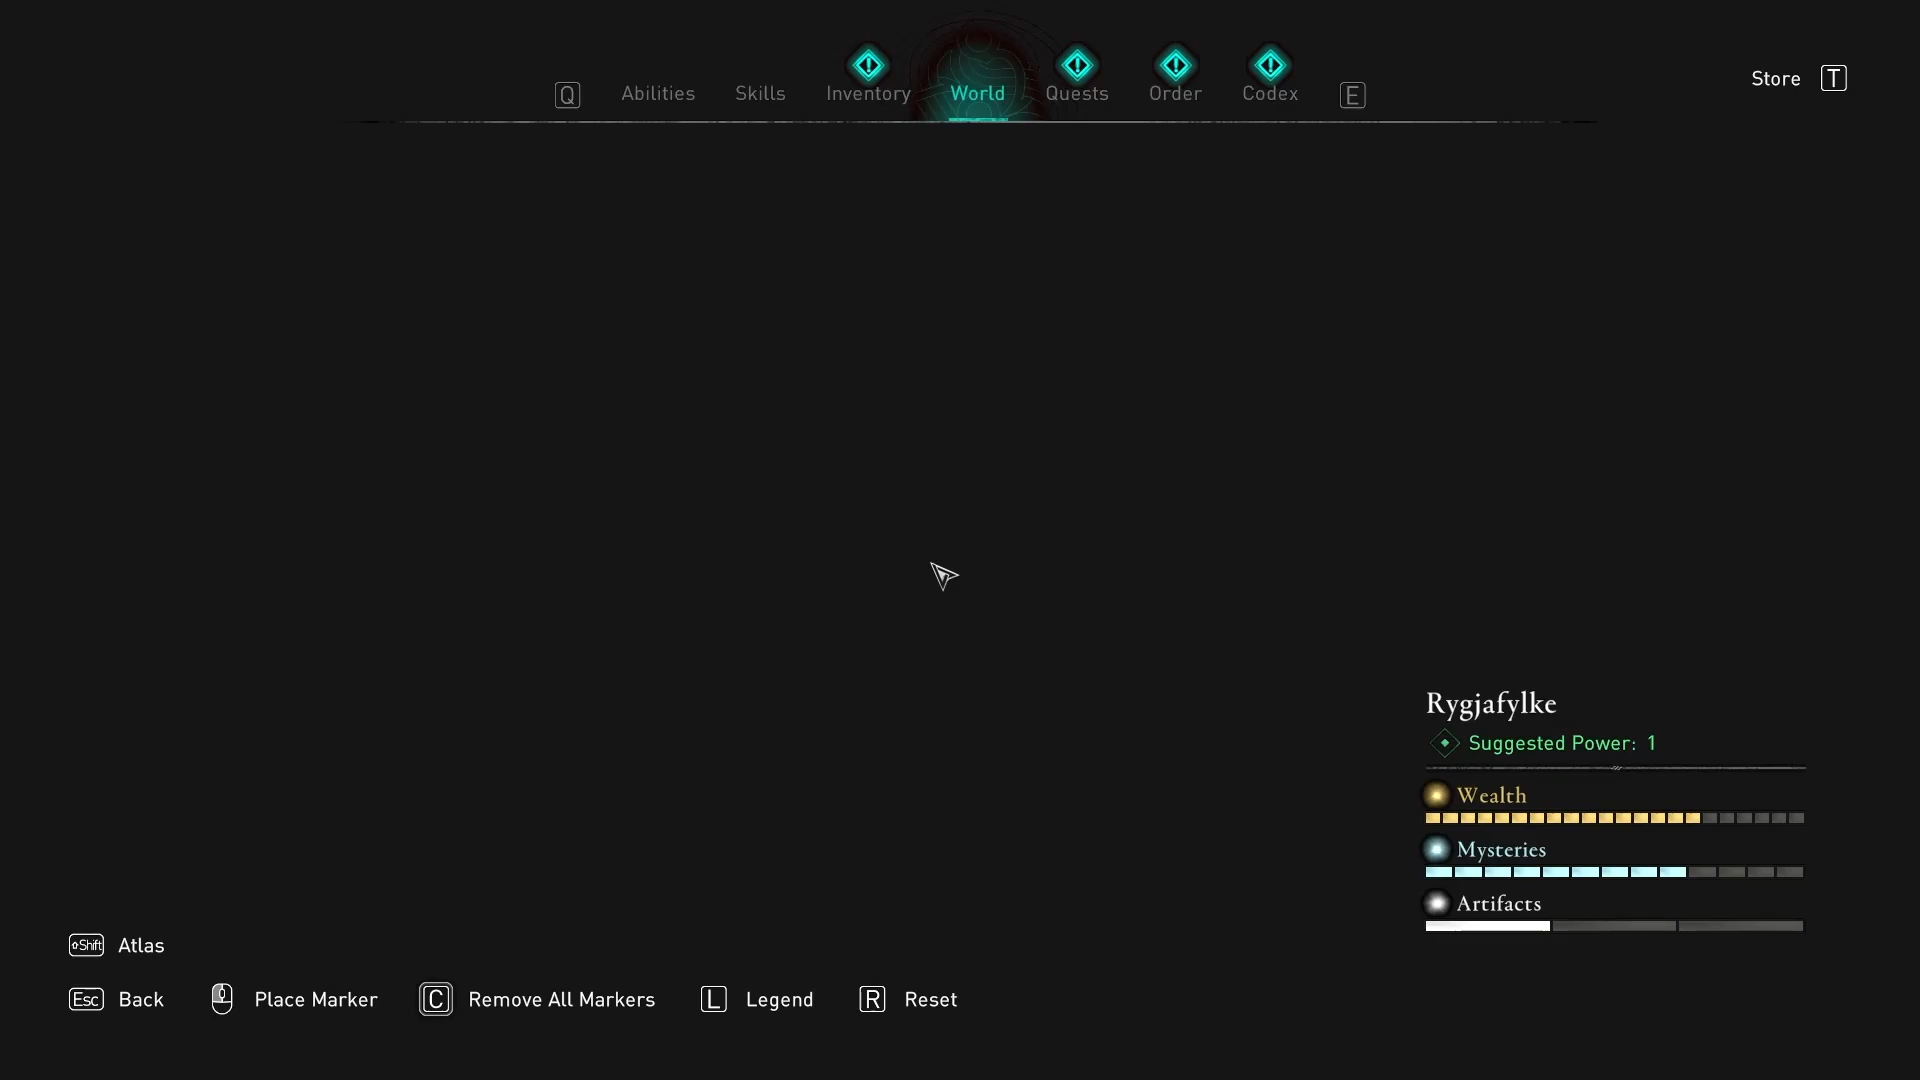 Q Abilities Skills Inventory World Quests Order Codex E
Store T
Rygjafylke
Suggested Power: 1
Wealth
Mysteries
Artifacts
Shift Atlas
Esc Back Place Marker C Remove All Markers L Legend R Reset